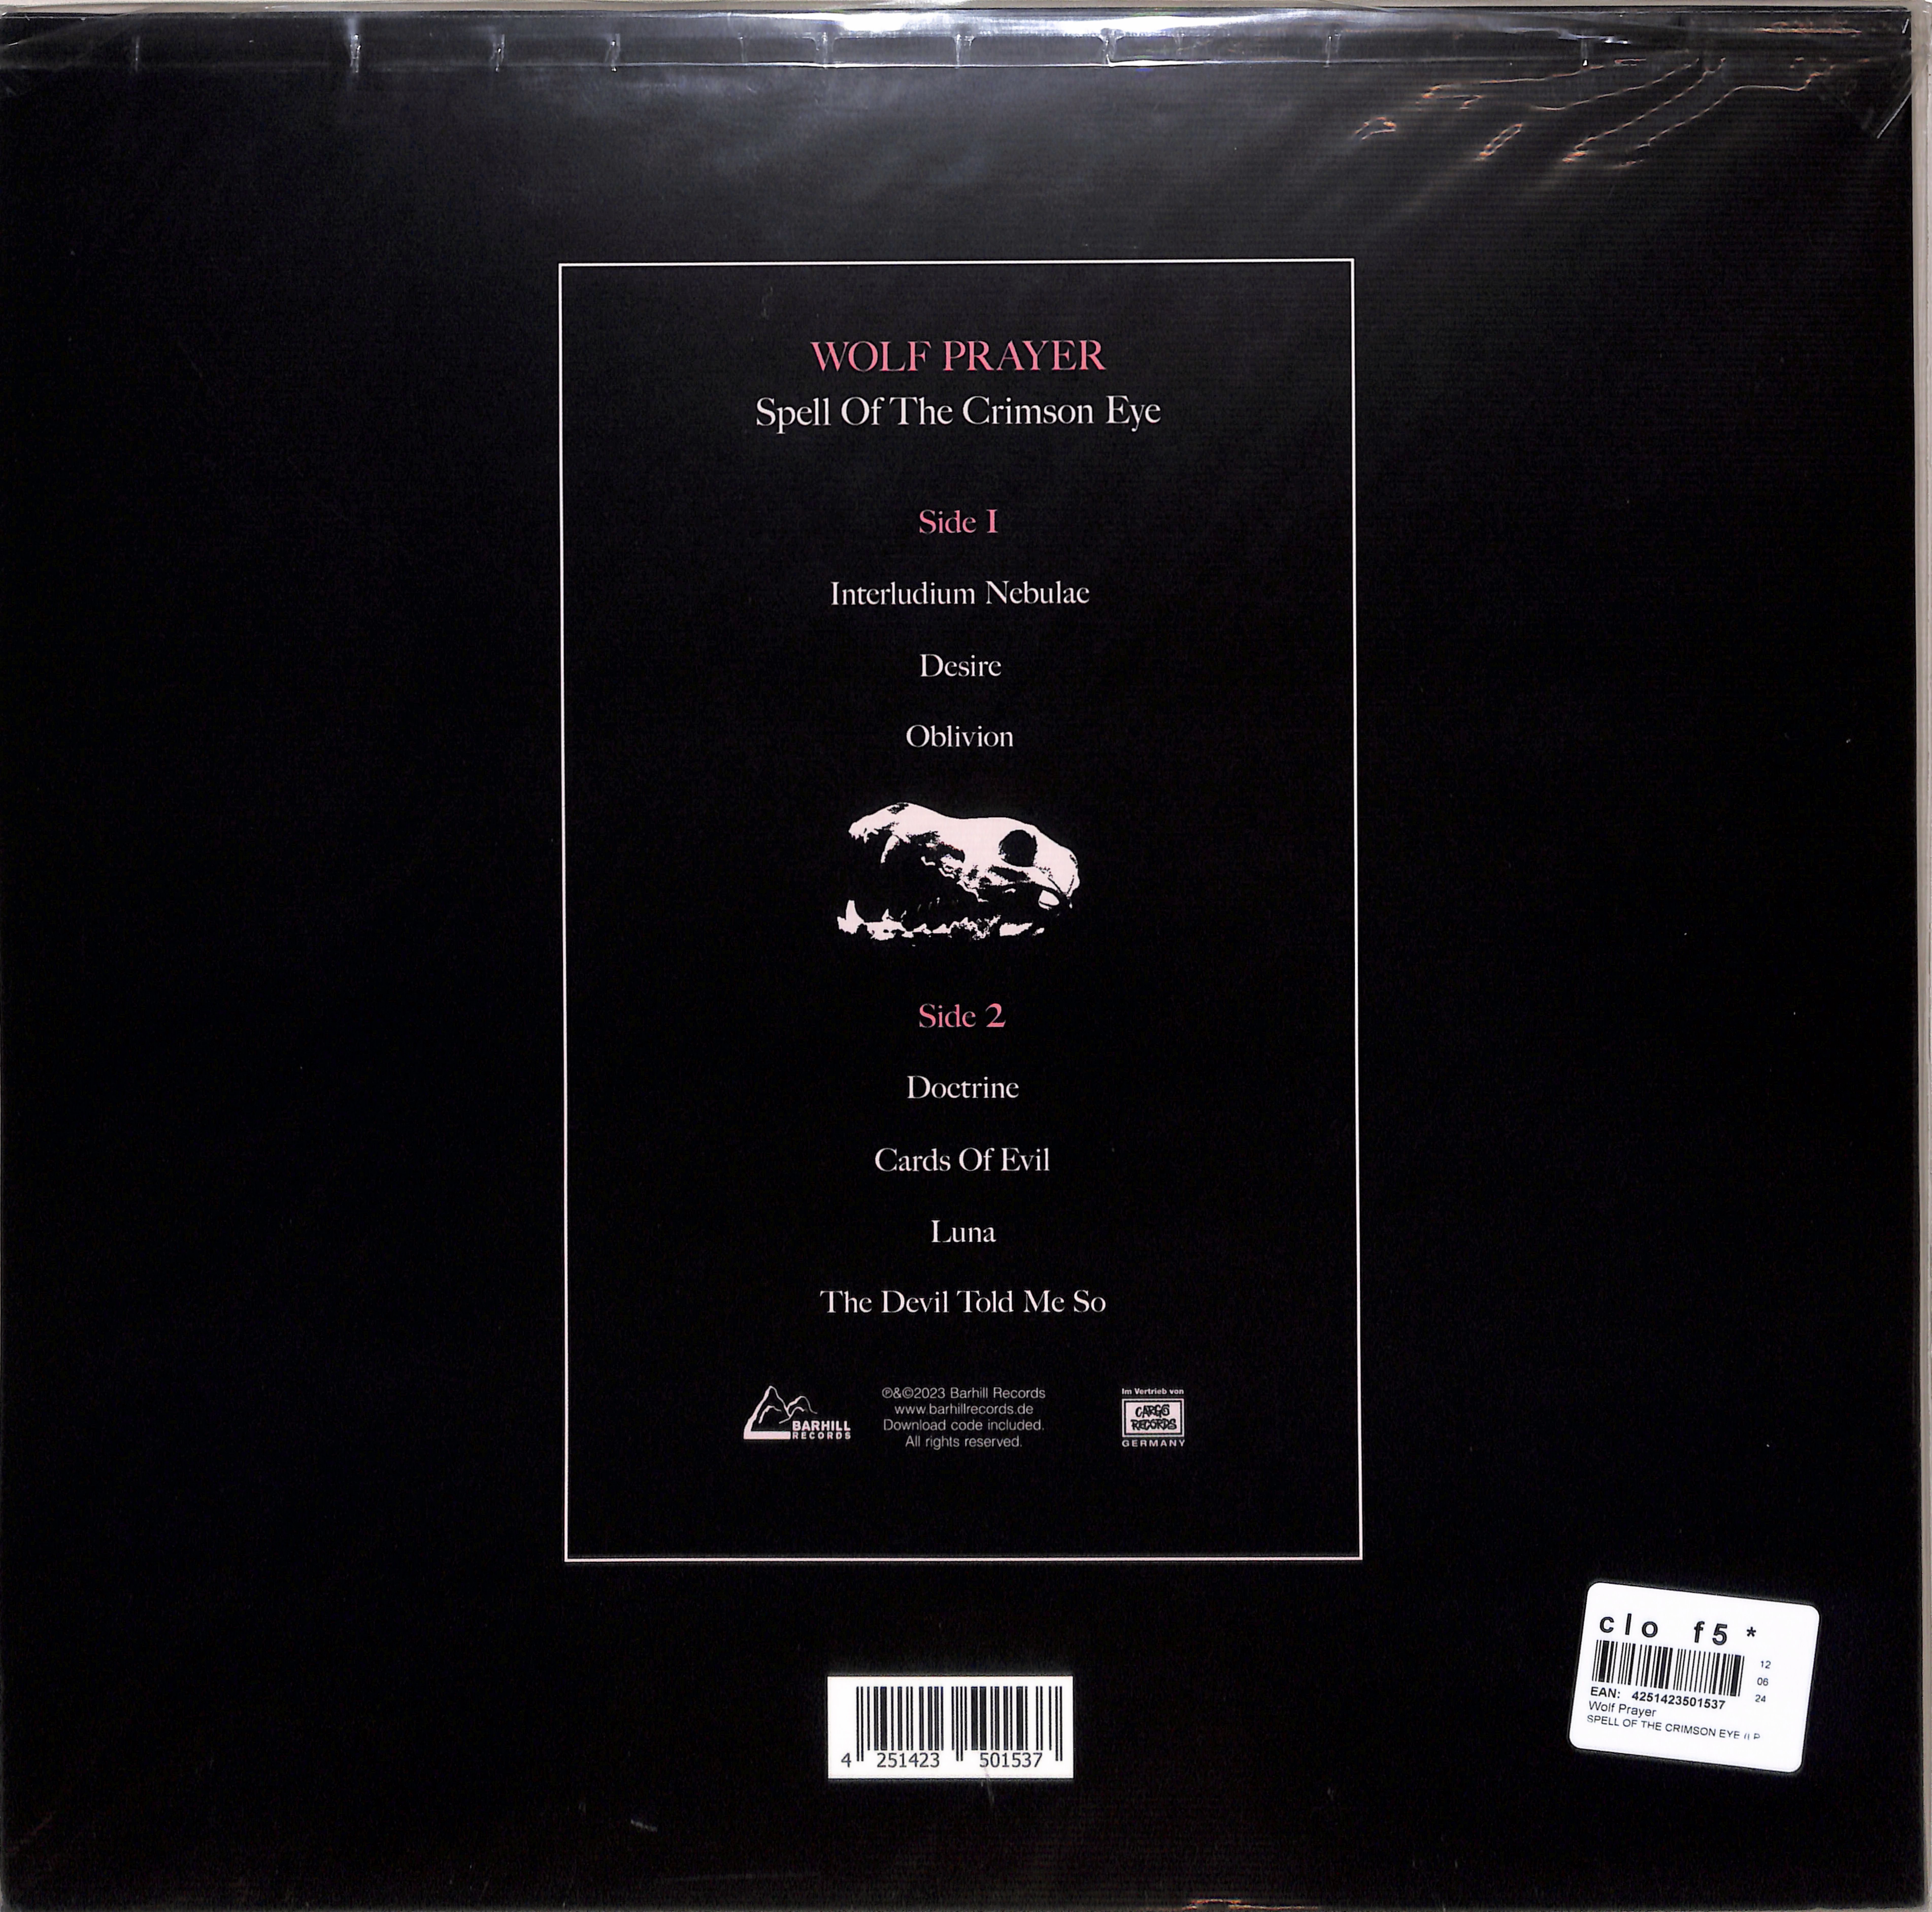 WOLF PRAYER
Spell Of The Crimson Eye
Side 1
Interludium Nebulae
Desire
Oblivion
Side 2
Doctrine
Cards Of Evil
Luna
The Devil Told Me So
BARHILL
RECORDS
℗&©2023 Barhill Records
www.barhillrecords.de
Download code included.
All rights reserved.
Im Vertrieb von
CARGO
RECORDS
GERMANY
4 251423 501537
clo f5 *
12
06
24
EAN: 4251423501537
Wolf Prayer
SPELL OF THE CRIMSON EYE